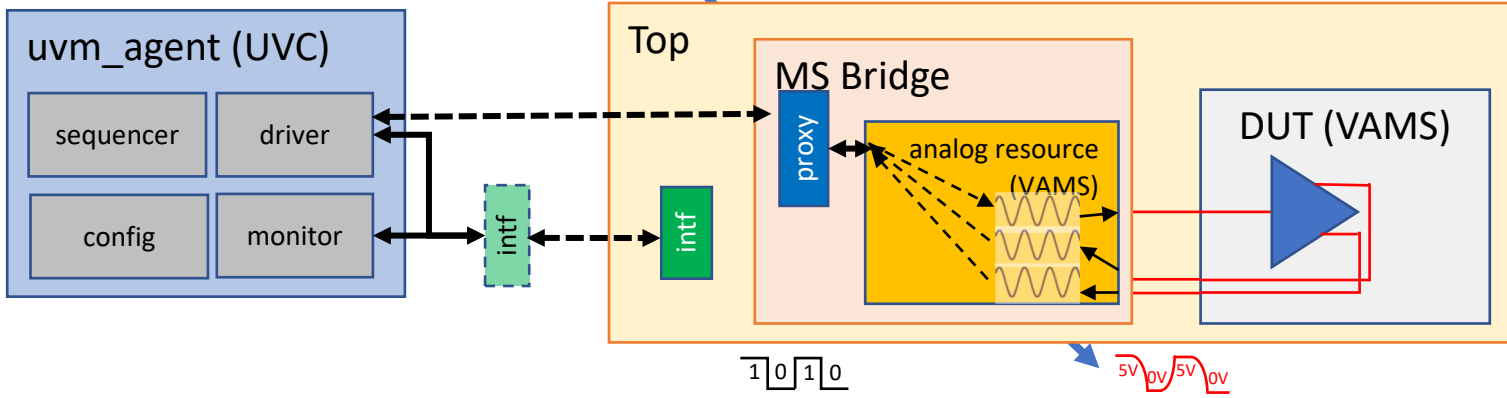 uvm_agent (UVC)
sequencer
driver
config
monitor
intf
Top
intf
MS Bridge
proxy
analog resource
(VAMS)
DUT (VAMS)
1 0 1 0
5V 0V 5V 0V